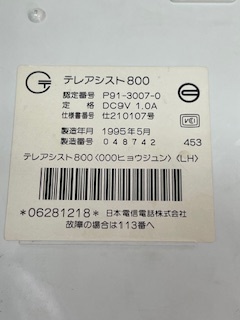 テレアシスト800
認定番号 P91-3007-0
定格 DC9V 1.0A
仕様書番号 仕210107号
VCI
製造年月 1995年5月
製造番号 048742 453
テレアシスト800〈000ヒョウジュン〉〈LH〉
*06281218* 日本電信電話株式会社
故障の場合は113番へ